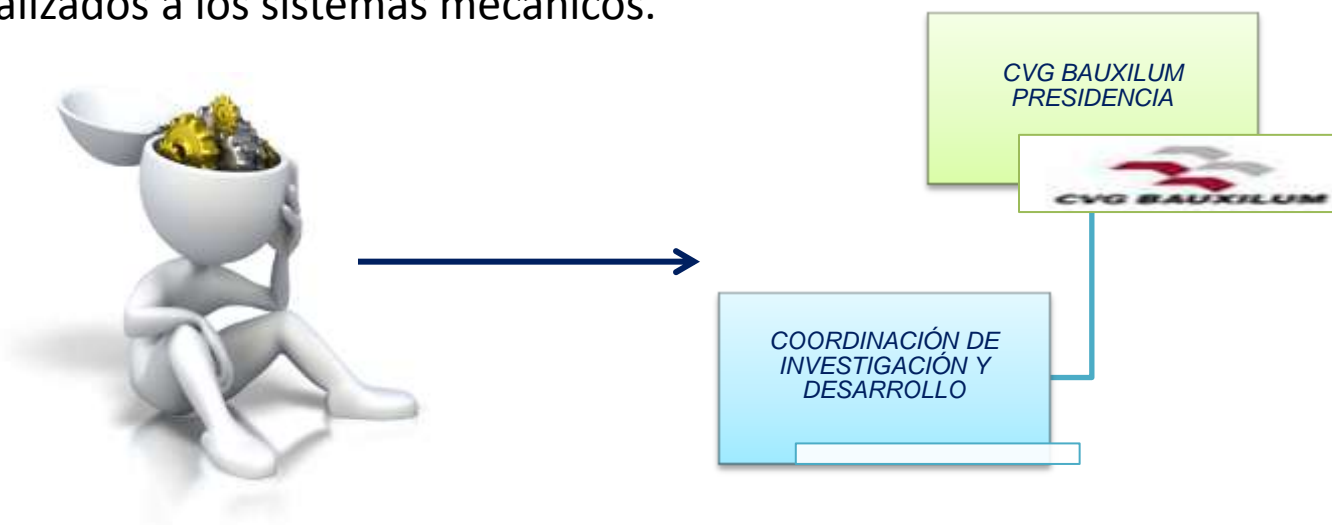 alizados a los sistemas mecánicos.
CVG BAUXILUM
PRESIDENCIA
CVG BAUXILUM
COORDINACIÓN DE
INVESTIGACIÓN Y
DESARROLLO